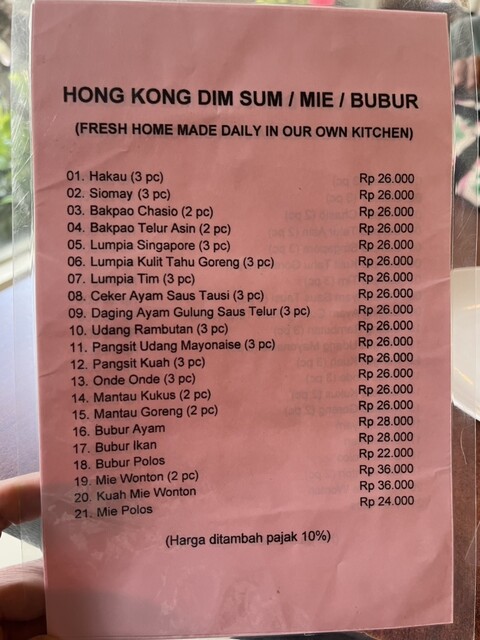 HONG KONG DIM SUM / MIE / BUBUR
(FRESH HOME MADE DAILY IN OUR OWN KITCHEN)
01. Hakau (3 pc) Rp 26.000
02. Siomay (3 pc) Rp 26.000
03. Bakpao Chasio (2 pc) Rp 26.000
04. Bakpao Telur Asin (2 pc) Rp 26.000
05. Lumpia Singapore (3 pc) Rp 26.000
06. Lumpia Kulit Tahu Goreng (3 pc) Rp 26.000
07. Lumpia Tim (3 pc) Rp 26.000
08. Ceker Ayam Saus Tausi (3 pc) Rp 26.000
09. Daging Ayam Gulung Saus Telur (3 pc) Rp 26.000
10. Udang Rambutan (3 pc) Rp 26.000
11. Pangsit Udang Mayonaise (3 pc) Rp 26.000
12. Pangsit Kuah (3 pc) Rp 26.000
13. Onde Onde (3 pc) Rp 26.000
14. Mantau Kukus (2 pc) Rp 26.000
15. Mantau Goreng (2 pc) Rp 26.000
16. Bubur Ayam Rp 28.000
17. Bubur Ikan Rp 28.000
18. Bubur Polos Rp 22.000
19. Mie Wonton (2 pc) Rp 36.000
20. Kuah Mie Wonton Rp 36.000
21. Mie Polos Rp 24.000
(Harga ditambah pajak 10%)